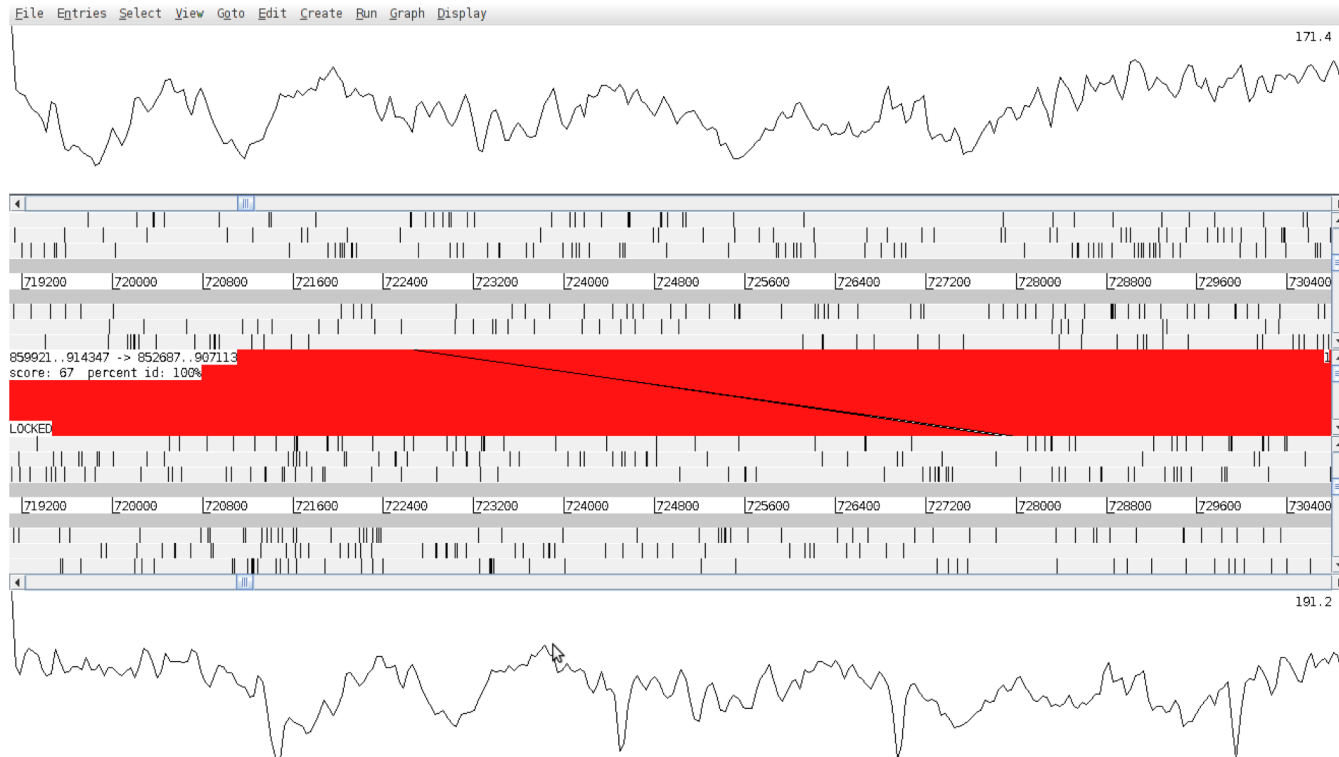 File Entries Select View Goto Edit Create Run Graph Display
171.4
719200 720000 720800 721600 722400 723200 724000 724800 725600 726400 727200 728000 728800 729600 730400
859921..914347 -> 852687..907113
score: 67 percent id: 100%
LOCKED
719200 720000 720800 721600 722400 723200 724000 724800 725600 726400 727200 728000 728800 729600 730400
191.2